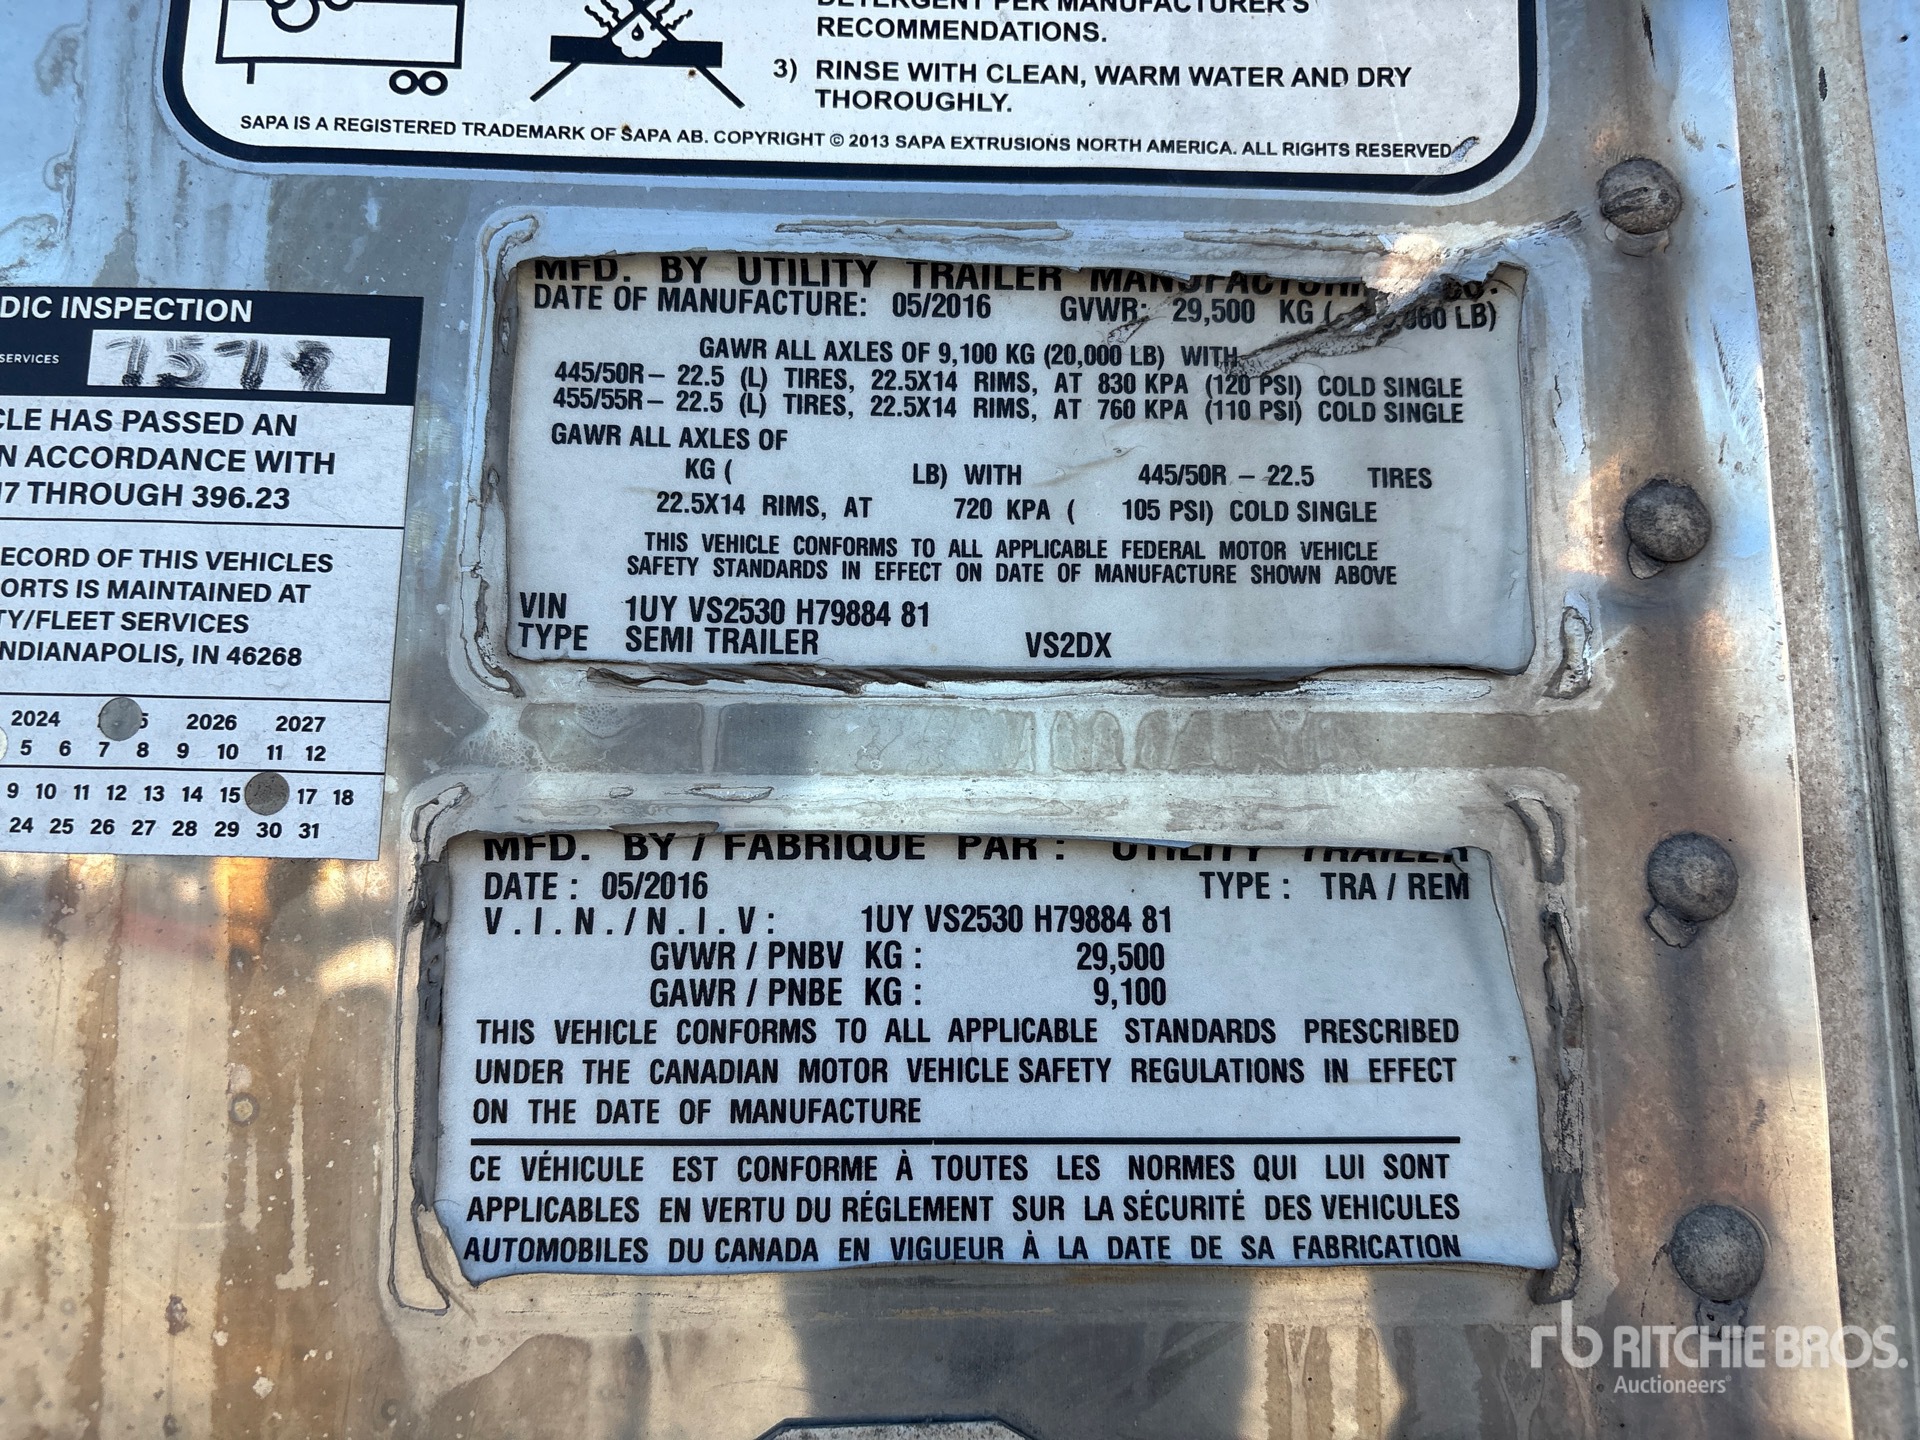 DETERGENT PER MANUFACTURER'S
RECOMMENDATIONS.
3) RINSE WITH CLEAN, WARM WATER AND DRY
THOROUGHLY.
SAPA IS A REGISTERED TRADEMARK OF SAPA AB. COPYRIGHT © 2013 SAPA EXTRUSIONS NORTH AMERICA. ALL RIGHTS RESERVED
DIC INSPECTION
SERVICES
CLE HAS PASSED AN
N ACCORDANCE WITH
17 THROUGH 396.23
ECORD OF THIS VEHICLES
ORTS IS MAINTAINED AT
TY/FLEET SERVICES
INDIANAPOLIS, IN 46268
2024 2026 2027
5 6 7 8 9 10 11 12
9 10 11 12 13 14 15 17 18
24 25 26 27 28 29 30 31
MFD. BY UTILITY TRAILER MANUFACTURING CO.
DATE OF MANUFACTURE: 05/2016 GVWR: 29,500 KG ( 060 LB)
GAWR ALL AXLES OF 9,100 KG (20,000 LB) WITH
445/50R – 22.5 (L) TIRES, 22.5X14 RIMS, AT 830 KPA (120 PSI) COLD SINGLE
455/55R – 22.5 (L) TIRES, 22.5X14 RIMS, AT 760 KPA (110 PSI) COLD SINGLE
GAWR ALL AXLES OF
KG ( LB) WITH 445/50R – 22.5 TIRES
22.5X14 RIMS, AT 720 KPA ( 105 PSI) COLD SINGLE
THIS VEHICLE CONFORMS TO ALL APPLICABLE FEDERAL MOTOR VEHICLE
SAFETY STANDARDS IN EFFECT ON DATE OF MANUFACTURE SHOWN ABOVE
VIN 1UY VS2530 H79884 81
TYPE SEMI TRAILER VS2DX
MFD. BY / FABRIQUE PAR : UTILITY TRAILER
DATE : 05/2016 TYPE : TRA / REM
V . I . N . / N . I . V : 1UY VS2530 H79884 81
GVWR / PNBV KG : 29,500
GAWR / PNBE KG : 9,100
THIS VEHICLE CONFORMS TO ALL APPLICABLE STANDARDS PRESCRIBED
UNDER THE CANADIAN MOTOR VEHICLE SAFETY REGULATIONS IN EFFECT
ON THE DATE OF MANUFACTURE
CE VÉHICULE EST CONFORME À TOUTES LES NORMES QUI LUI SONT
APPLICABLES EN VERTU DU RÉGLEMENT SUR LA SÉCURITÉ DES VEHICULES
AUTOMOBILES DU CANADA EN VIGUEUR À LA DATE DE SA FABRICATION
rb RITCHIE BROS.
Auctioneers